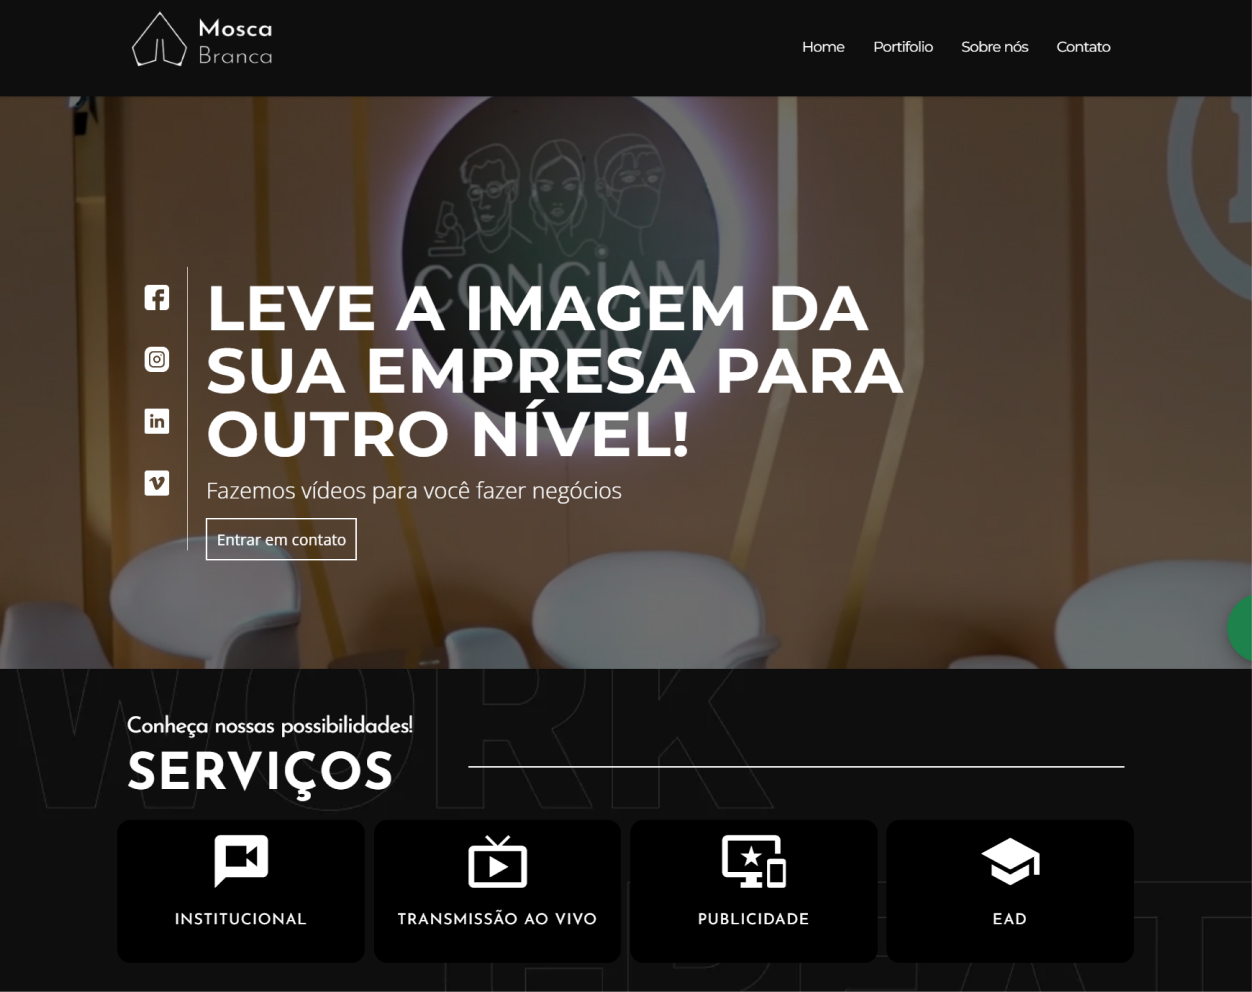 Mosca
Branca
Home
Portifolio
Sobre nós
Contato
CONCIAM
XXXIV
LEVE A IMAGEM DA
SUA EMPRESA PARA
OUTRO NÍVEL!
Fazemos vídeos para você fazer negócios
Entrar em contato
WORK
Conheça nossas possibilidades!
SERVIÇOS
INSTITUCIONAL
TRANSMISSÃO AO VIVO
PUBLICIDADE
EAD